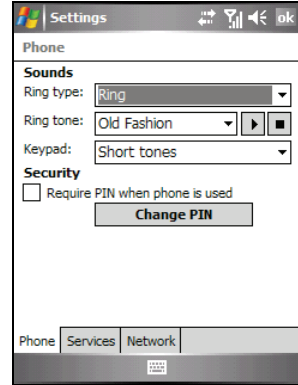 Settings ok
Phone
Sounds
Ring type: Ring
Ring tone: Old Fashion
Keypad: Short tones
Security
Require PIN when phone is used
Change PIN
Phone Services Network